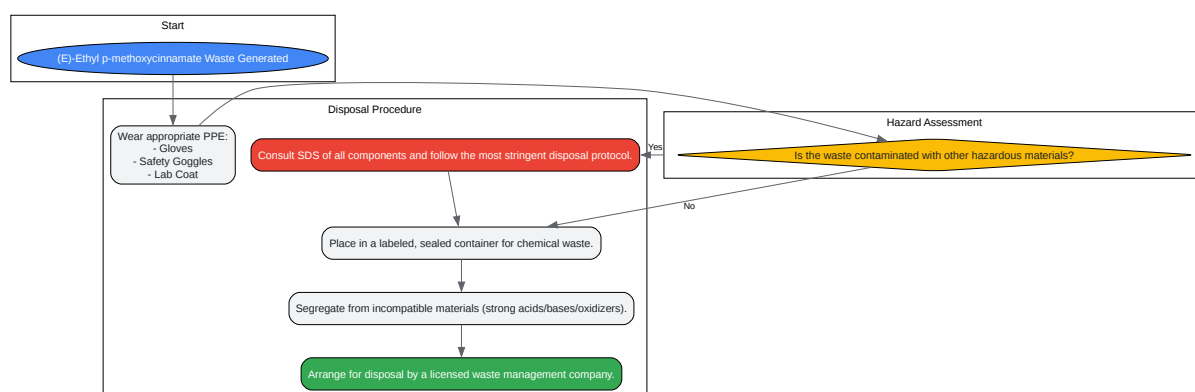 Start
(E)-Ethyl p-methoxycinnamate Waste Generated
Disposal Procedure
Wear appropriate PPE:
- Gloves
- Safety Goggles
- Lab Coat
Consult SDS of all components and follow the most stringent disposal protocol.
Yes
Hazard Assessment
Is the waste contaminated with other hazardous materials?
No
Place in a labeled, sealed container for chemical waste.
Segregate from incompatible materials (strong acids/bases/oxidizers).
Arrange for disposal by a licensed waste management company.